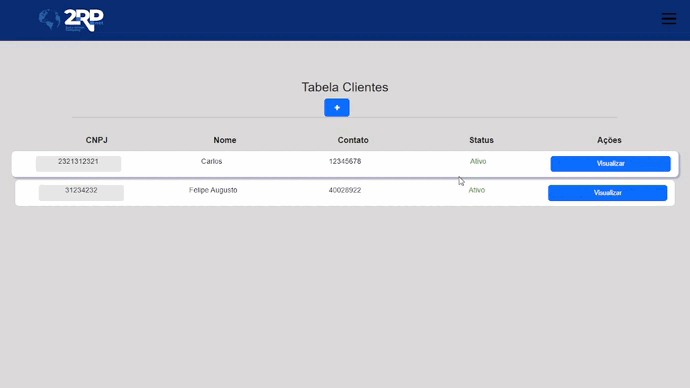 2RP
Tabela Clientes
+
CNPJ Nome Contato Status Ações
2321312321 Carlos 12345678 Ativo Visualizar
31234232 Felipe Augusto 40028922 Ativo Visualizar